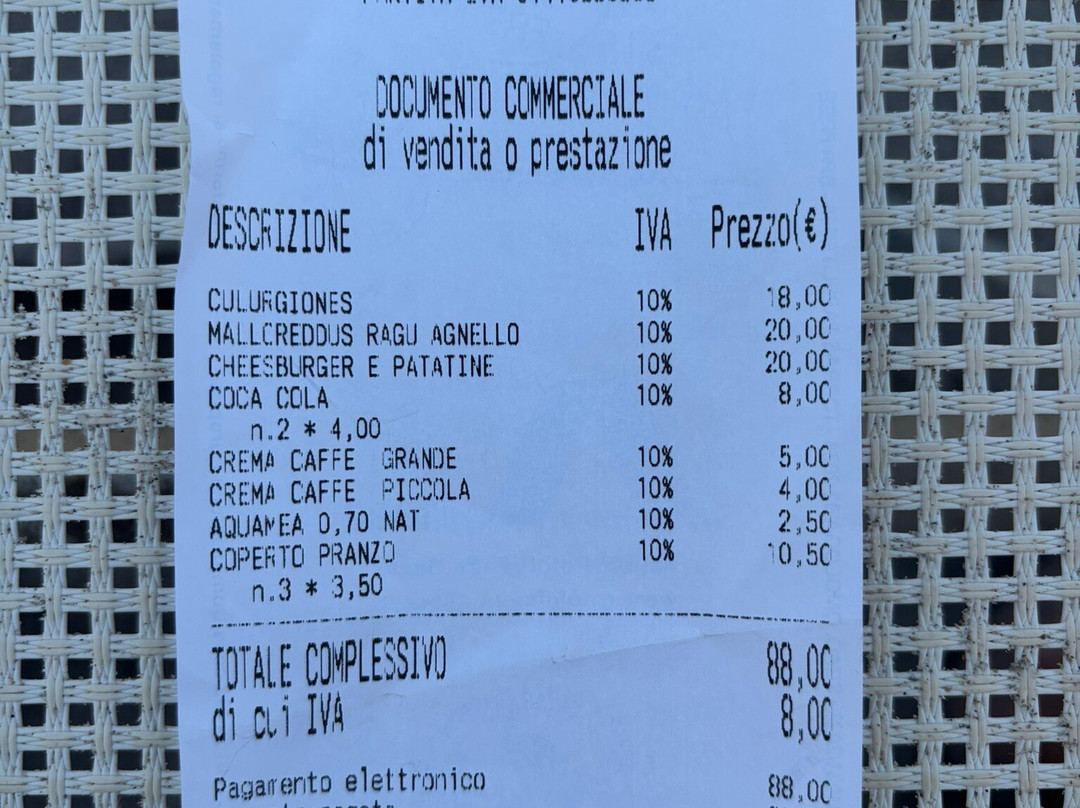 DOCUMENTO COMMERCIALE
di vendita o prestazione
DESCRIZIONE IVA Prezzo(€)
CULURGIONES 10% 18,00
MALLOREDDUS RAGU AGNELLO 10% 20,00
CHEESBURGER E PATATINE 10% 20,00
COCA COLA 10% 8,00
n.2 * 4,00
CREMA CAFFE GRANDE 10% 5,00
CREMA CAFFE PICCOLA 10% 4,00
AQUAMEA 0,70 NAT 10% 2,50
COPERTO PRANZO 10% 10,50
n.3 * 3,50
TOTALE COMPLESSIVO 88,00
di cui IVA 8,00
Pagamento elettronico 88,00